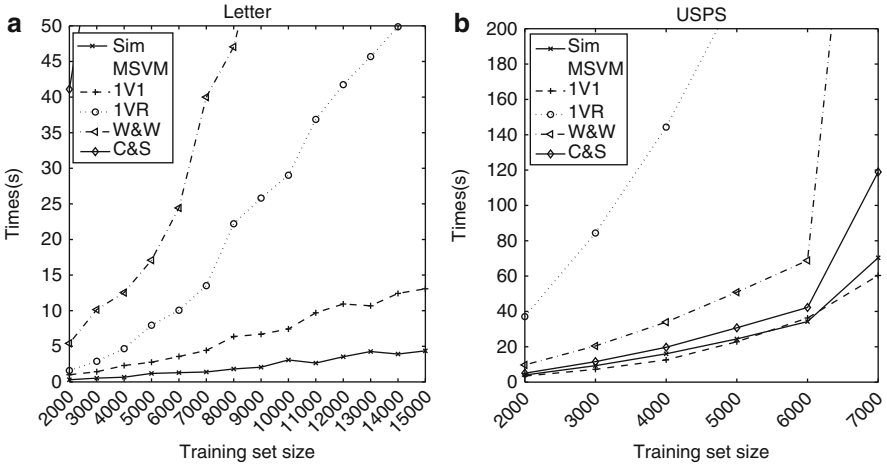 a
Letter
50
45
40
35
30
25
20
15
10
5
0
Times(s)
Sim
MSVM
1V1
1VR
W&W
C&S
2000
3000
4000
5000
6000
7000
8000
9000
10000
11000
12000
13000
14000
15000
Training set size
b
USPS
200
180
160
140
120
100
80
60
40
20
0
Times(s)
Sim
MSVM
1V1
1VR
W&W
C&S
2000
3000
4000
5000
6000
7000
Training set size